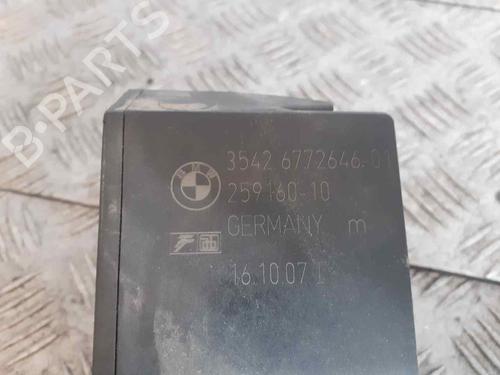 B-PARTS
3542 6772646-01
BMW
259160-10
GERMANY m
16.10.07 I